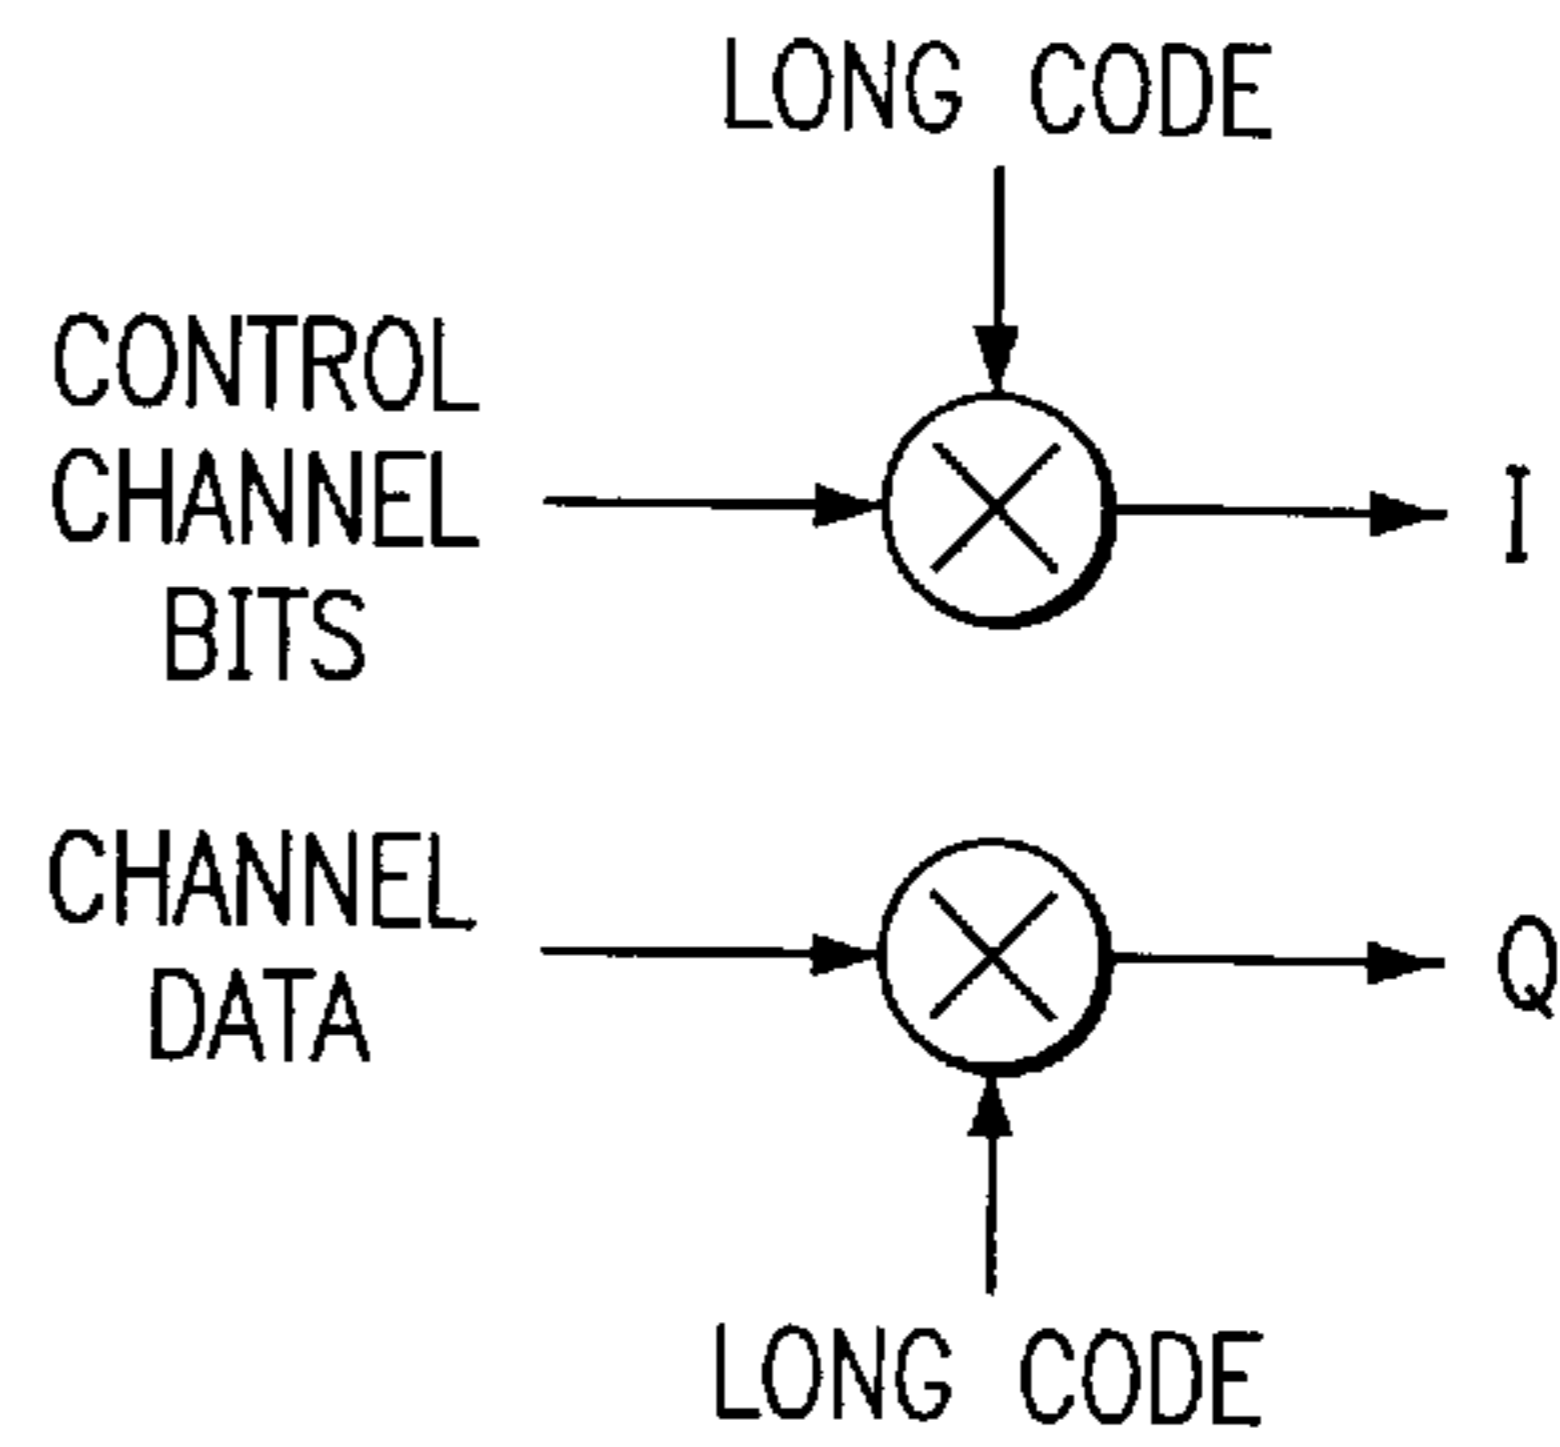 LONG CODE
CONTROL
CHANNEL
BITS
I
CHANNEL
DATA
Q
LONG CODE